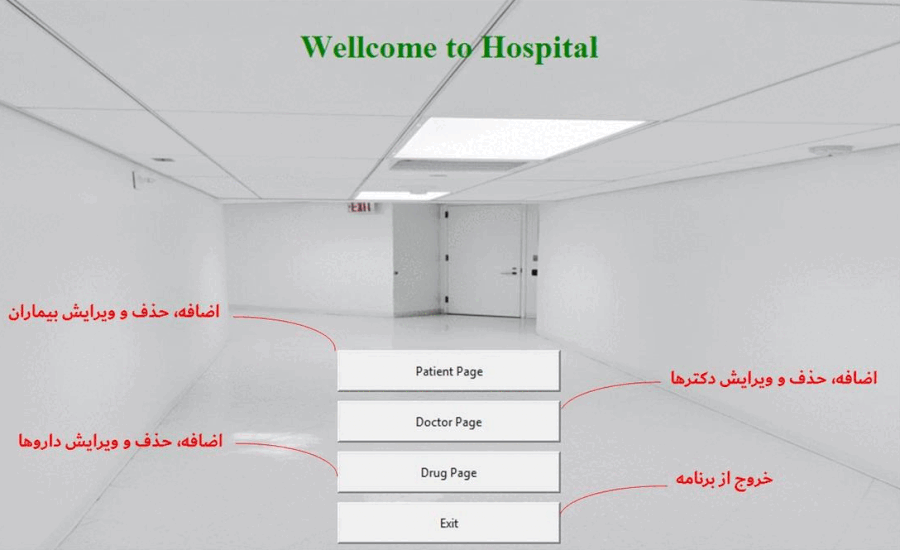 Wellcome to Hospital
Exit
اضافه، حذف و ویرایش بیماران
Patient Page
اضافه، حذف و ویرایش دکترها
Doctor Page
اضافه، حذف و ویرایش داروها
Drug Page
خروج از برنامه
Exit